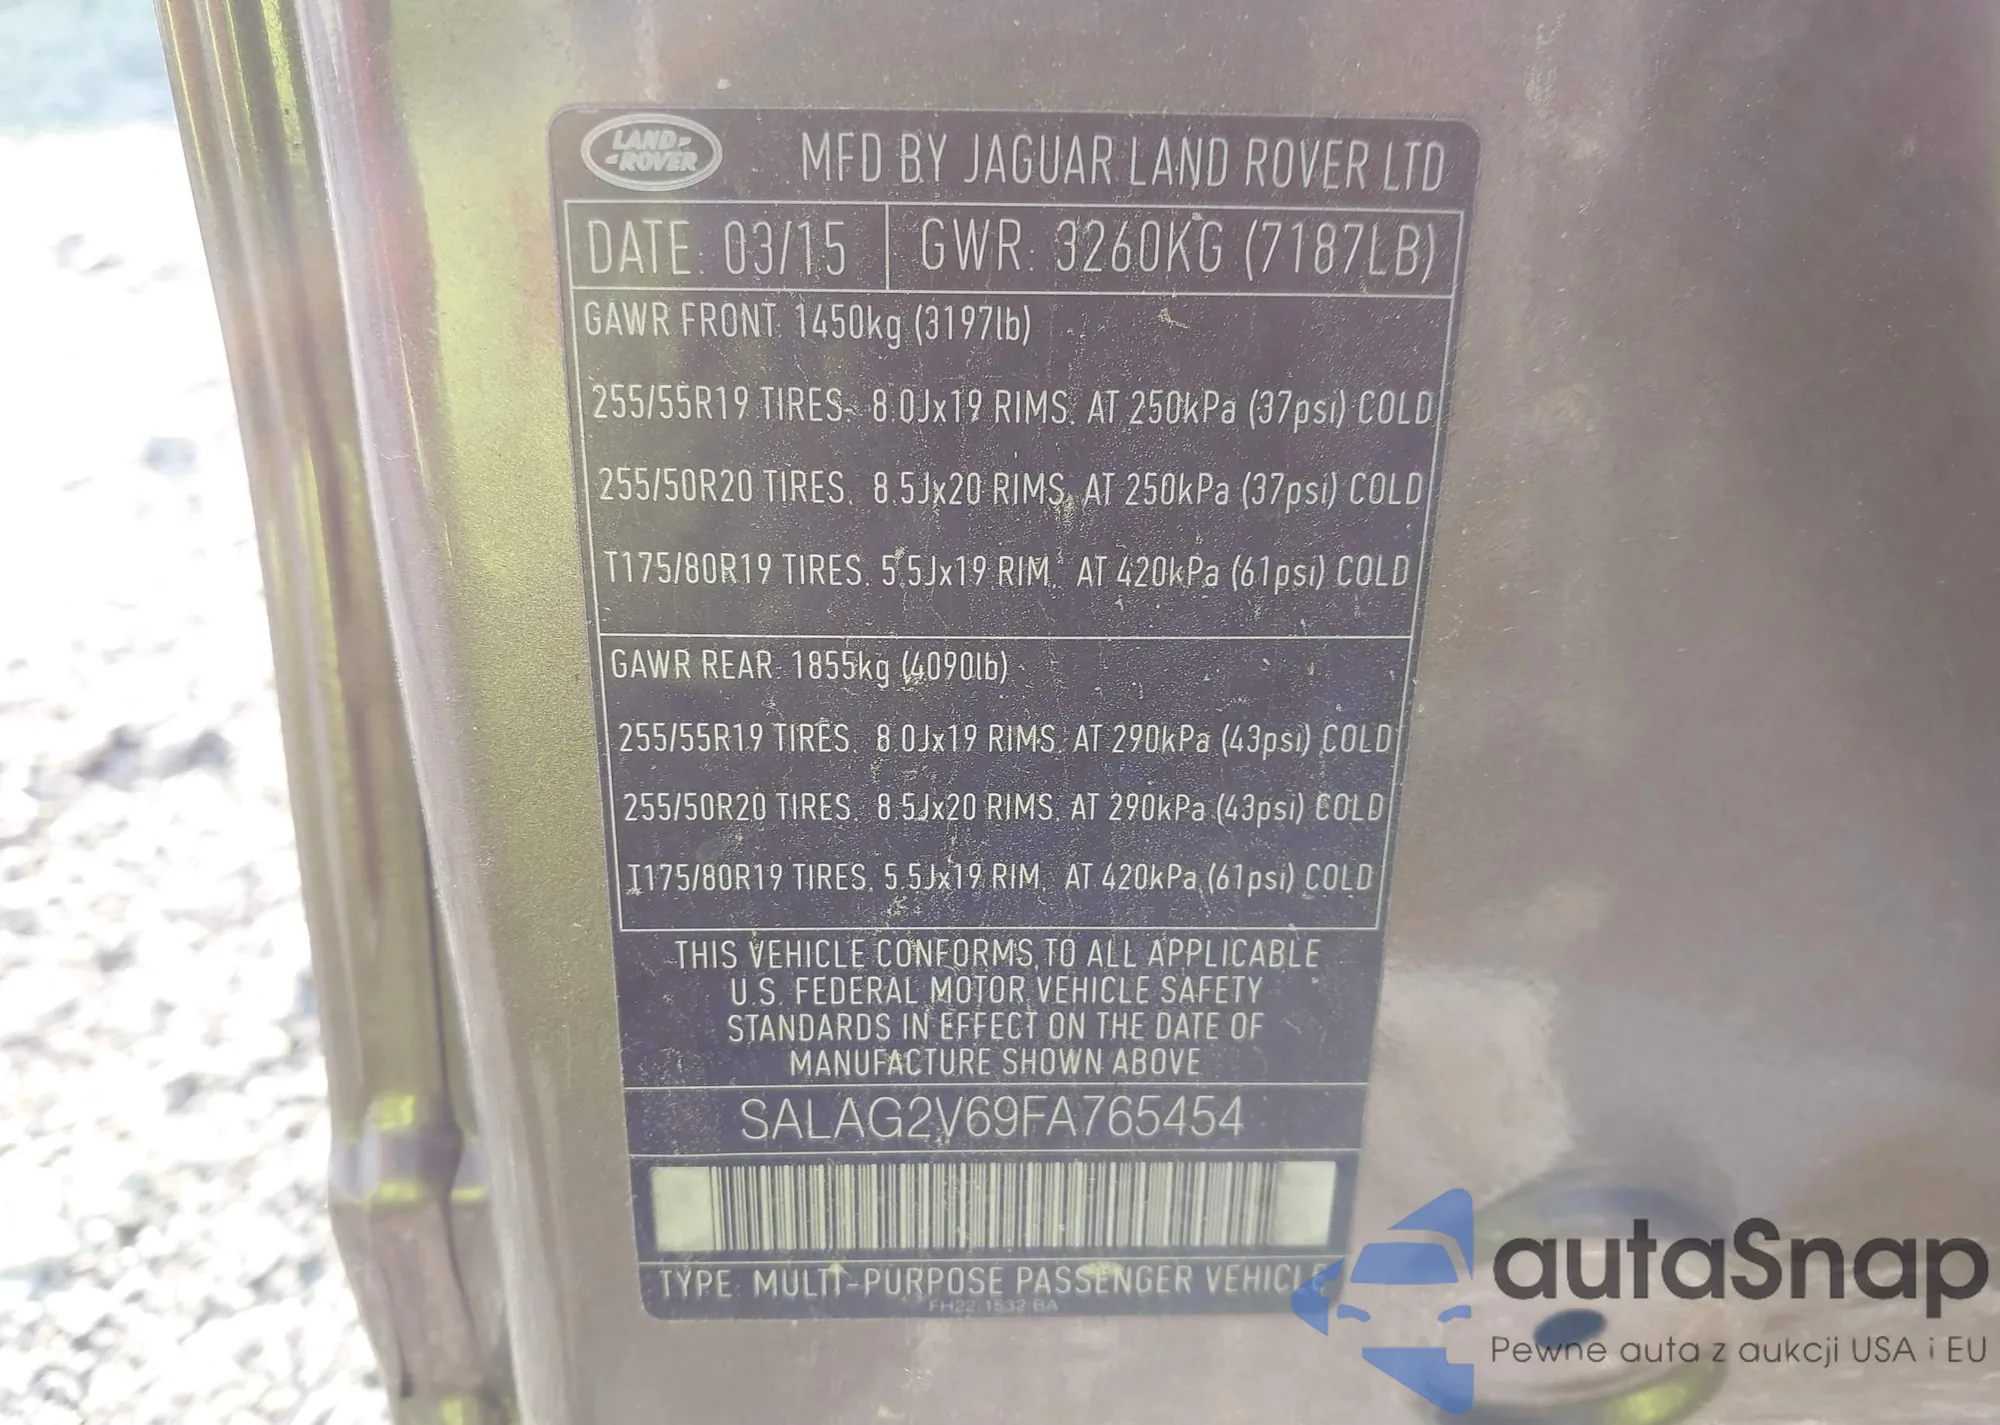 LAND-
-ROVER
MFD BY JAGUAR LAND ROVER LTD
DATE: 03/15
GWR: 3260KG (7187LB)
GAWR FRONT: 1450kg (3197lb)
255/55R19 TIRES, 8.0Jx19 RIMS, AT 250kPa (37psi) COLD
255/50R20 TIRES, 8.5Jx20 RIMS, AT 250kPa (37psi) COLD
T175/80R19 TIRES, 5.5Jx19 RIM, AT 420kPa (61psi) COLD
GAWR REAR: 1855kg (4090lb)
255/55R19 TIRES, 8.0Jx19 RIMS, AT 290kPa (43psi) COLD
255/50R20 TIRES, 8.5Jx20 RIMS, AT 290kPa (43psi) COLD
T175/80R19 TIRES, 5.5Jx19 RIM, AT 420kPa (61psi) COLD
THIS VEHICLE CONFORMS TO ALL APPLICABLE
U.S. FEDERAL MOTOR VEHICLE SAFETY
STANDARDS IN EFFECT ON THE DATE OF
MANUFACTURE SHOWN ABOVE
SALAG2V69FA765454
TYPE: MULTI-PURPOSE PASSENGER VEHICLE
FH22 1532 BA
autaSnap
Pewne auta z aukcji USA i EU